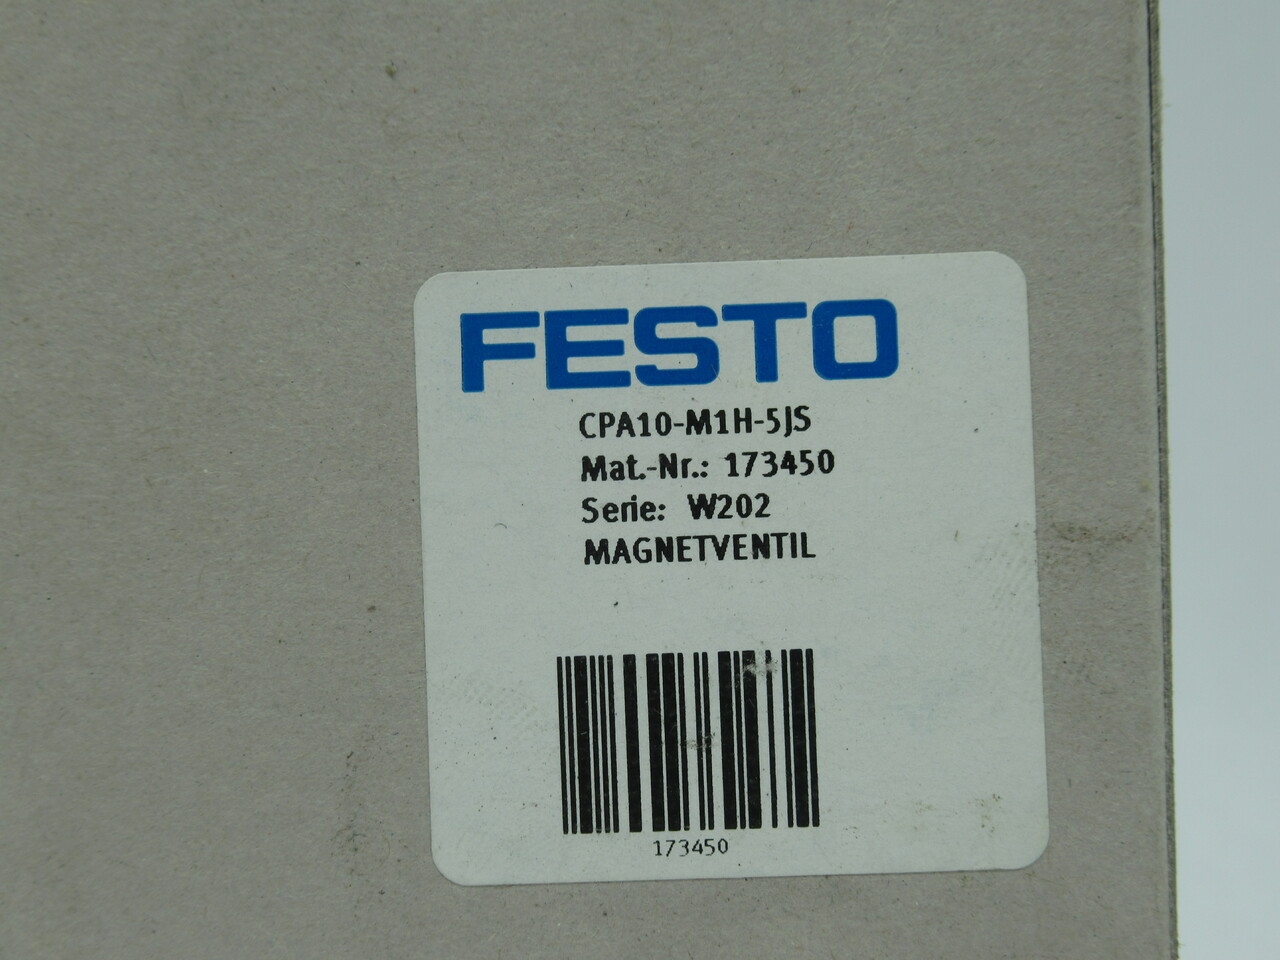 FESTO
CPA10-M1H-5JS
Mat.-Nr.: 173450
Serie: W202
MAGNETVENTIL
173450